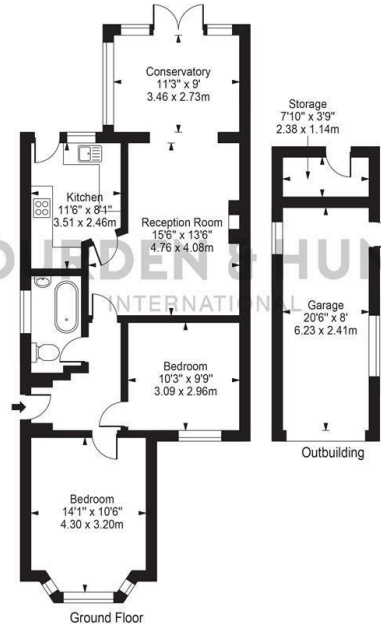 Conservatory
11'3" x 9'
3.46 x 2.73m
Storage
7'10" x 3'9"
2.38 x 1.14m
Kitchen
11'6" x 8'1"
3.51 x 2.46m
Reception Room
15'6" x 13'6"
4.76 x 4.08m
INTERNATIONAL
Garage
20'6" x 8'
6.23 x 2.41m
Bedroom
10'3" x 9'9"
3.09 x 2.96m
Outbuilding
Bedroom
14'1" x 10'6"
4.30 x 3.20m
Ground Floor